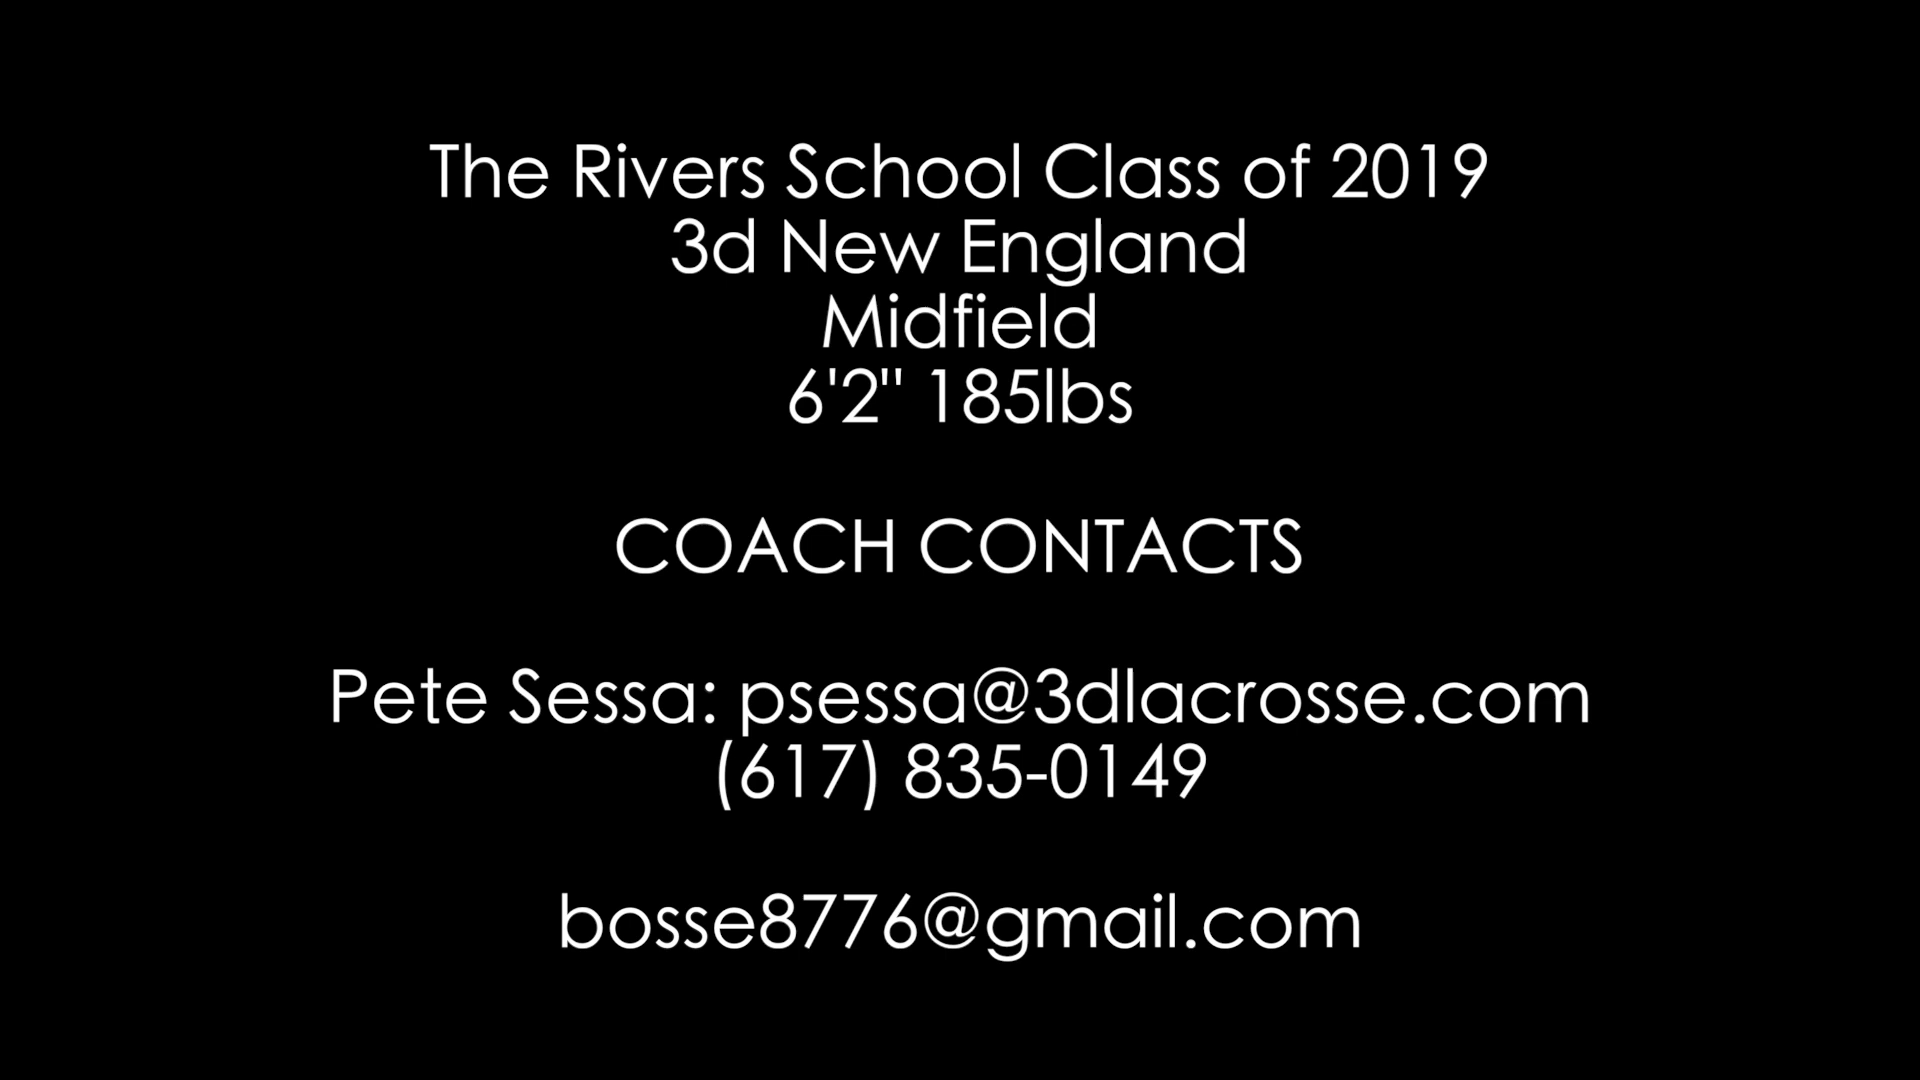 The Rivers School Class of 2019
3d New England
Midfield
6'2" 185lbs
COACH CONTACTS
Pete Sessa: psessa@3dlacrosse.com
(617) 835-0149
bosse8776@gmail.com